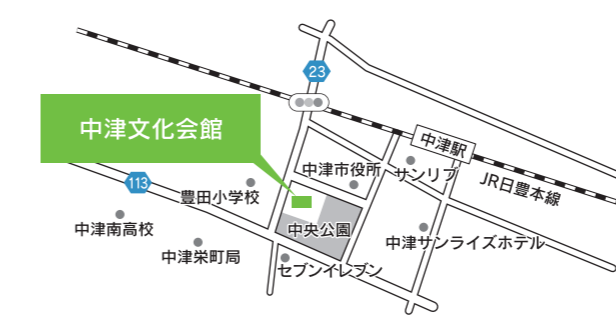 23
中津文化会館
中津駅
中津市役所
サンリブ
JR日豊本線
113
豊田小学校
中津南高校
中央公園
中津サンライズホテル
中津栄町局
セブンイレブン